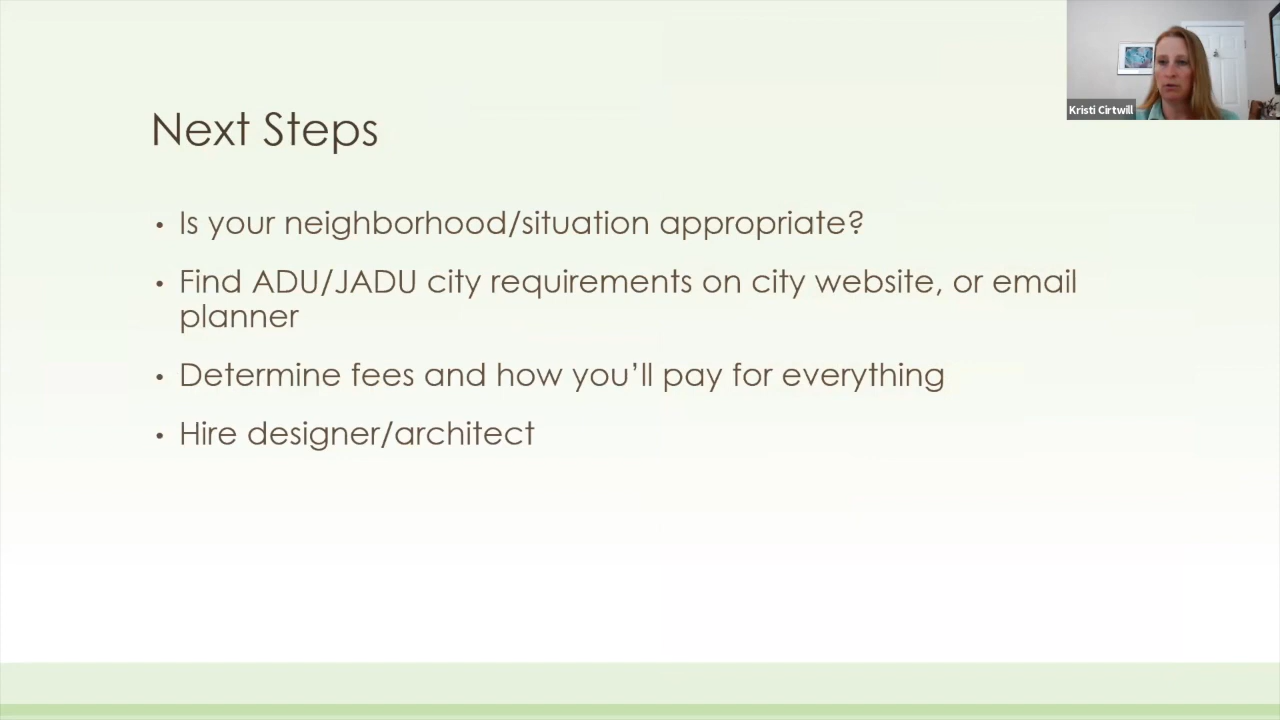 Kristi Cirtwill
Next Steps
• Is your neighborhood/situation appropriate?
• Find ADU/JADU city requirements on city website, or email
planner
• Determine fees and how you’ll pay for everything
• Hire designer/architect